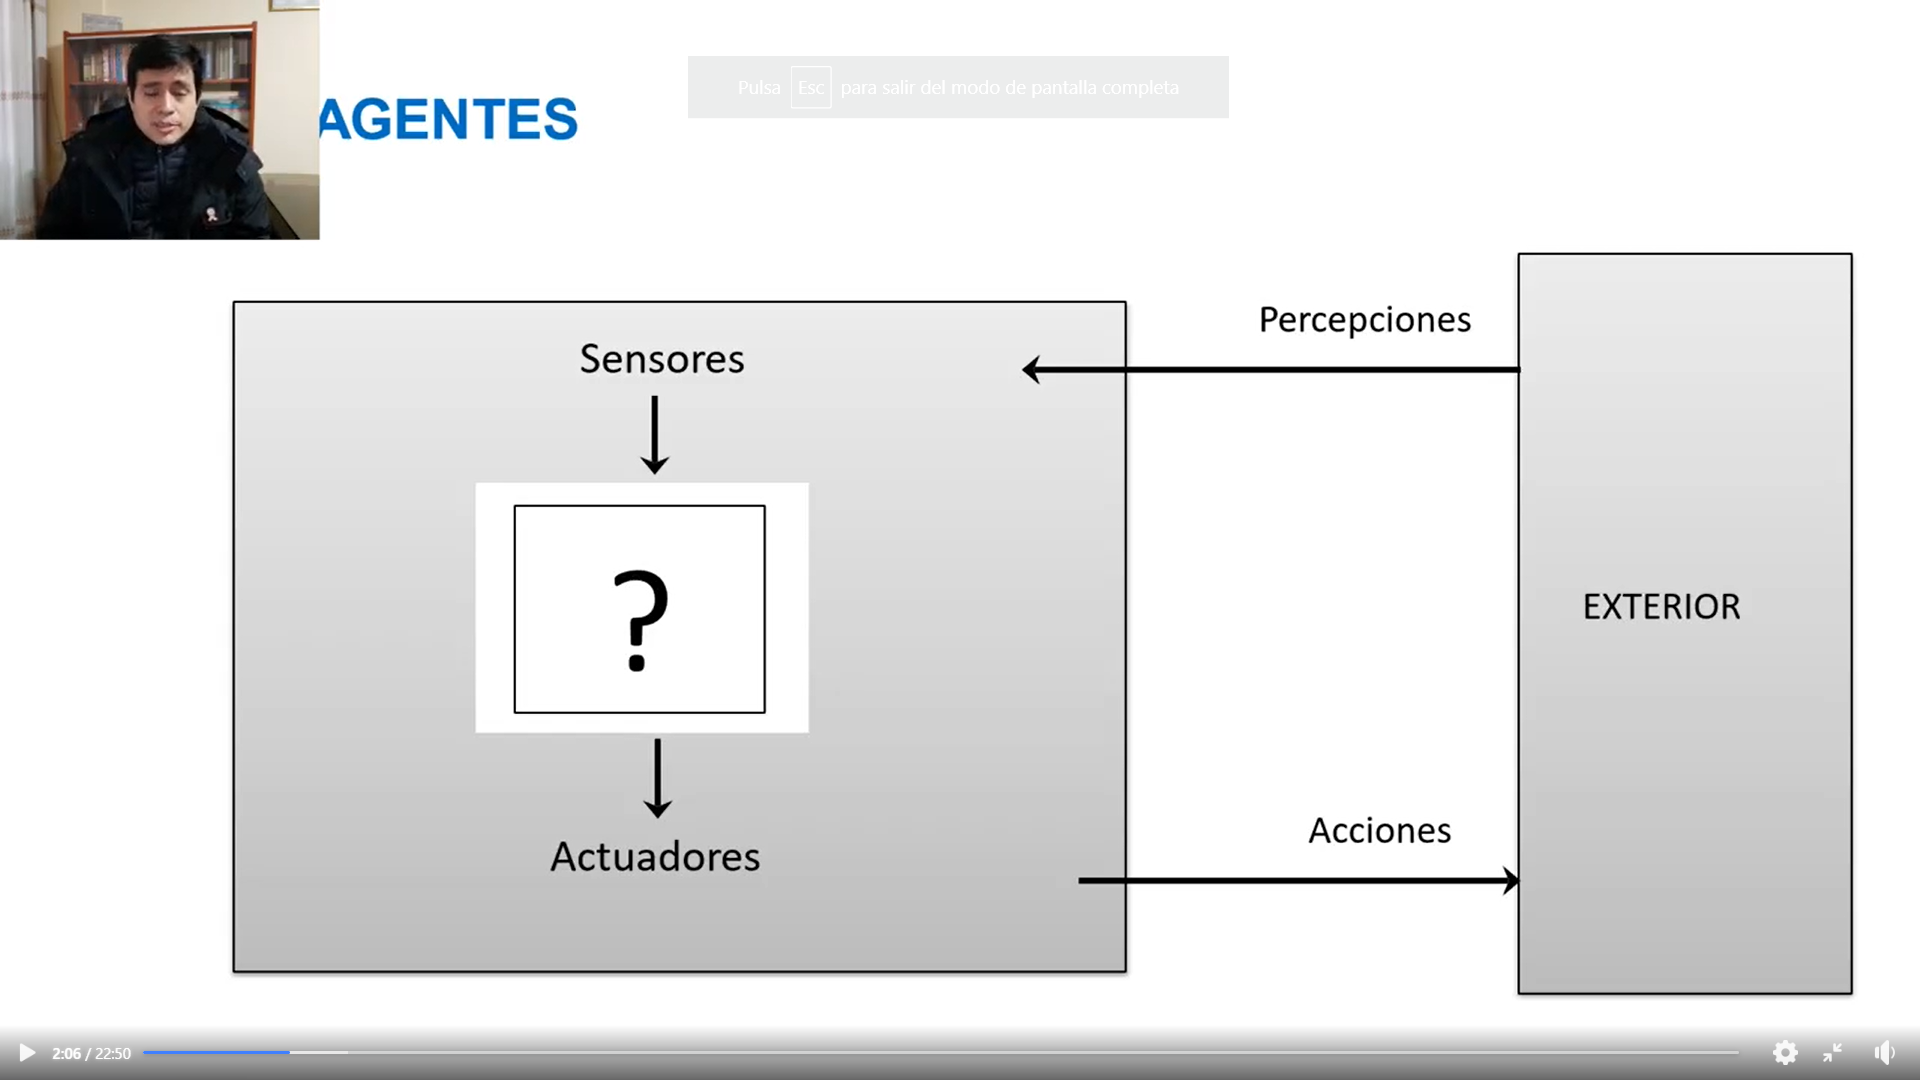 Pulsa Esc para salir del modo de pantalla completa
AGENTES
Percepciones
Sensores
?
EXTERIOR
Acciones
Actuadores
2:06 / 22:50